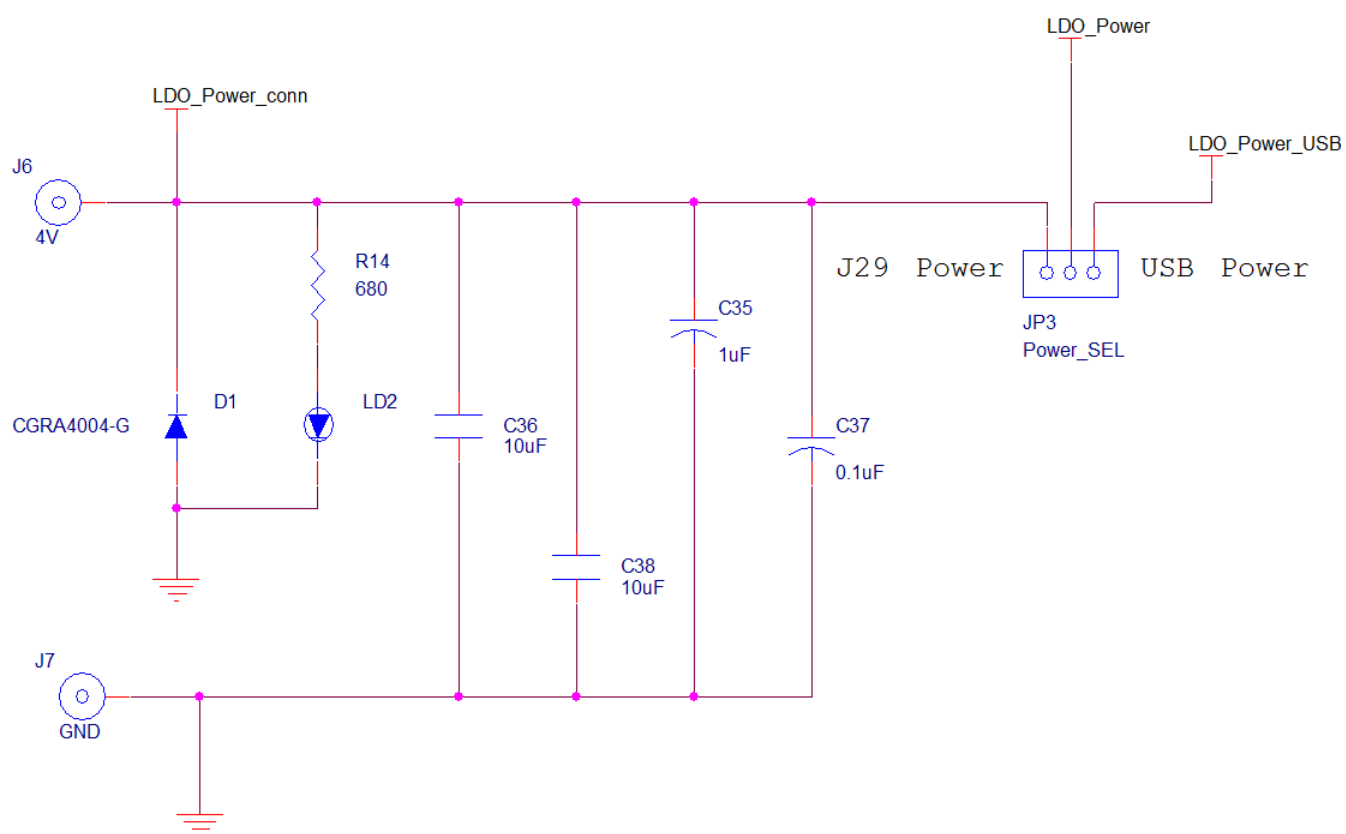 LDO_Power
LDO_Power_conn
LDO_Power_USB
J6
4V
J29 Power
USB Power
R14
680
C35
1uF
JP3
Power_SEL
D1
LD2
CGRA4004-G
C36
10uF
C37
0.1uF
C38
10uF
J7
GND